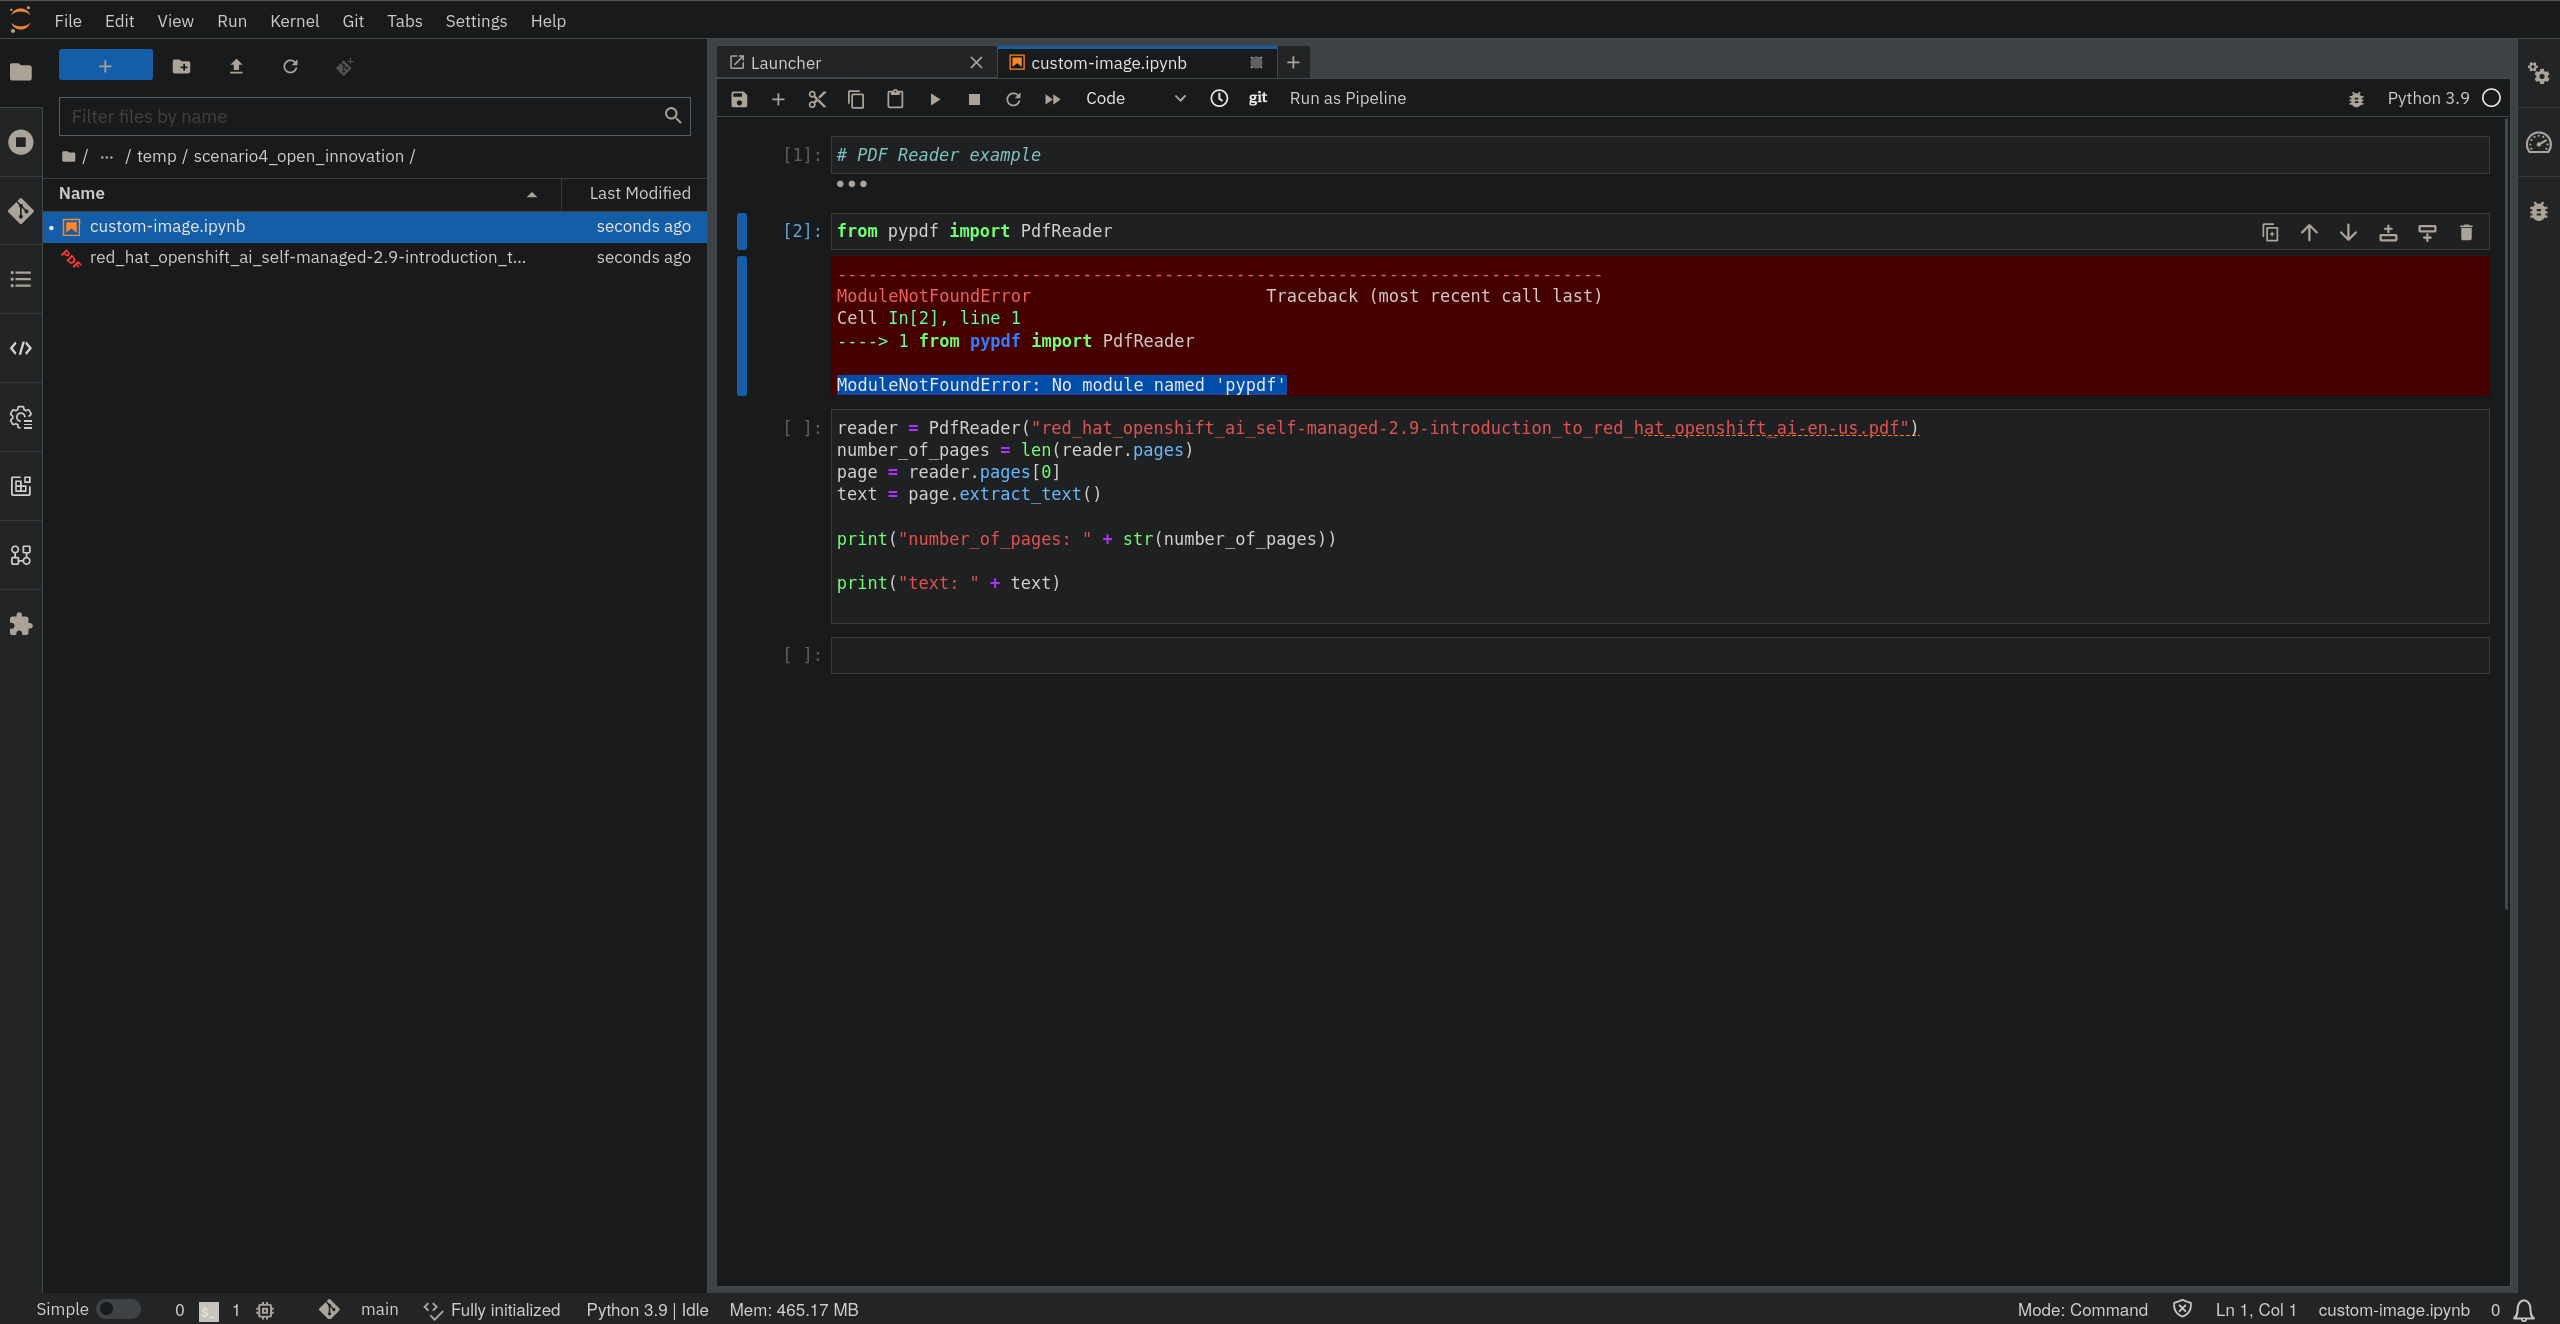 File Edit View Run Kernel Git Tabs Settings Help
Filter files by name
/ ··· / temp / scenario4_open_innovation /
Name Last Modified
custom-image.ipynb seconds ago
red_hat_openshift_ai_self-managed-2.9-introduction_t... seconds ago
Launcher custom-image.ipynb
Code git Run as Pipeline Python 3.9
[1]: # PDF Reader example
[2]: from pypdf import PdfReader
---------------------------------------------------------------------------
ModuleNotFoundError Traceback (most recent call last)
Cell In[2], line 1
----> 1 from pypdf import PdfReader
ModuleNotFoundError: No module named 'pypdf'
[ ]: reader = PdfReader("red_hat_openshift_ai_self-managed-2.9-introduction_to_red_hat_openshift_ai-en-us.pdf")
number_of_pages = len(reader.pages)
page = reader.pages[0]
text = page.extract_text()
print("number_of_pages: " + str(number_of_pages))
print("text: " + text)
[ ]:
Simple 0 $_ 1 main Fully initialized Python 3.9 | Idle Mem: 465.17 MB Mode: Command Ln 1, Col 1 custom-image.ipynb 0